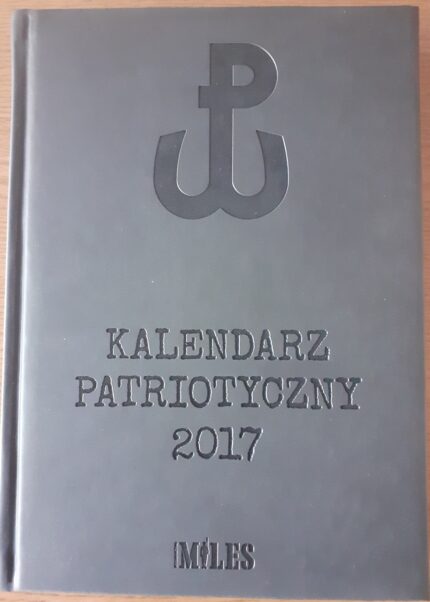 KALENDARZ
PATRIOTYCZNY
2017
MILES